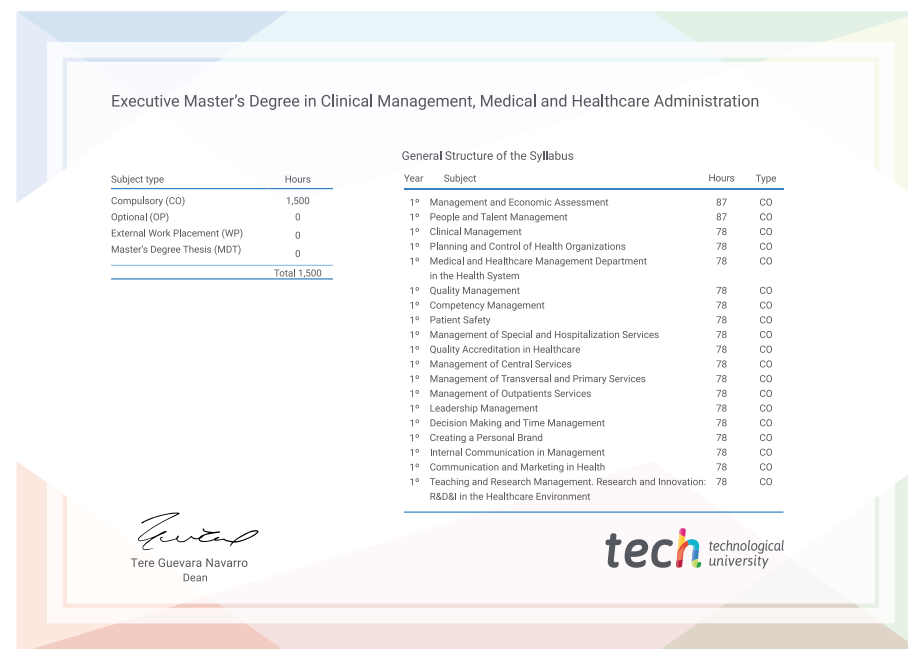 Executive Master's Degree in Clinical Management, Medical and Healthcare Administration
Subject type Hours
Compulsory (CO) 1,500
Optional (OP) 0
External Work Placement (WP) 0
Master's Degree Thesis (MDT) 0
Total 1,500
General Structure of the Syllabus
Year Subject Hours Type
1º Management and Economic Assessment 87 CO
1º People and Talent Management 87 CO
1º Clinical Management 78 CO
1º Planning and Control of Health Organizations 78 CO
1º Medical and Healthcare Management Department 78 CO
in the Health System
1º Quality Management 78 CO
1º Competency Management 78 CO
1º Patient Safety 78 CO
1º Management of Special and Hospitalization Services 78 CO
1º Quality Accreditation in Healthcare 78 CO
1º Management of Central Services 78 CO
1º Management of Transversal and Primary Services 78 CO
1º Management of Outpatients Services 78 CO
1º Leadership Management 78 CO
1º Decision Making and Time Management 78 CO
1º Creating a Personal Brand 78 CO
1º Internal Communication in Management 78 CO
1º Communication and Marketing in Health 78 CO
1º Teaching and Research Management. Research and Innovation: 78 CO
R&D&I in the Healthcare Environment
Tere Guevara Navarro
Dean
tech technological
university